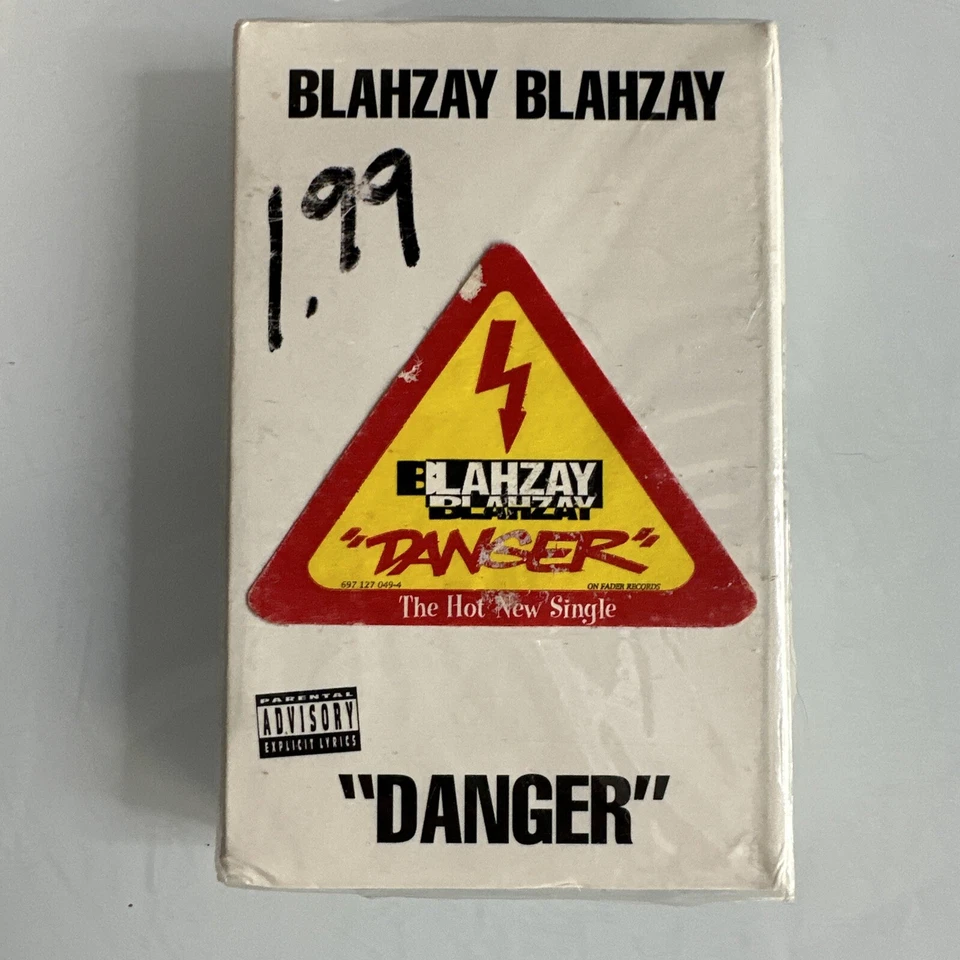 BLAHZAY BLAHZAY
1.99
BLAHZAY
BLAHZAY
BLAHZAY
"DANGER"
697 127 049-4 ON FADER RECORDS
The Hot New Single
PARENTAL
ADVISORY
EXPLICIT LYRICS
"DANGER"